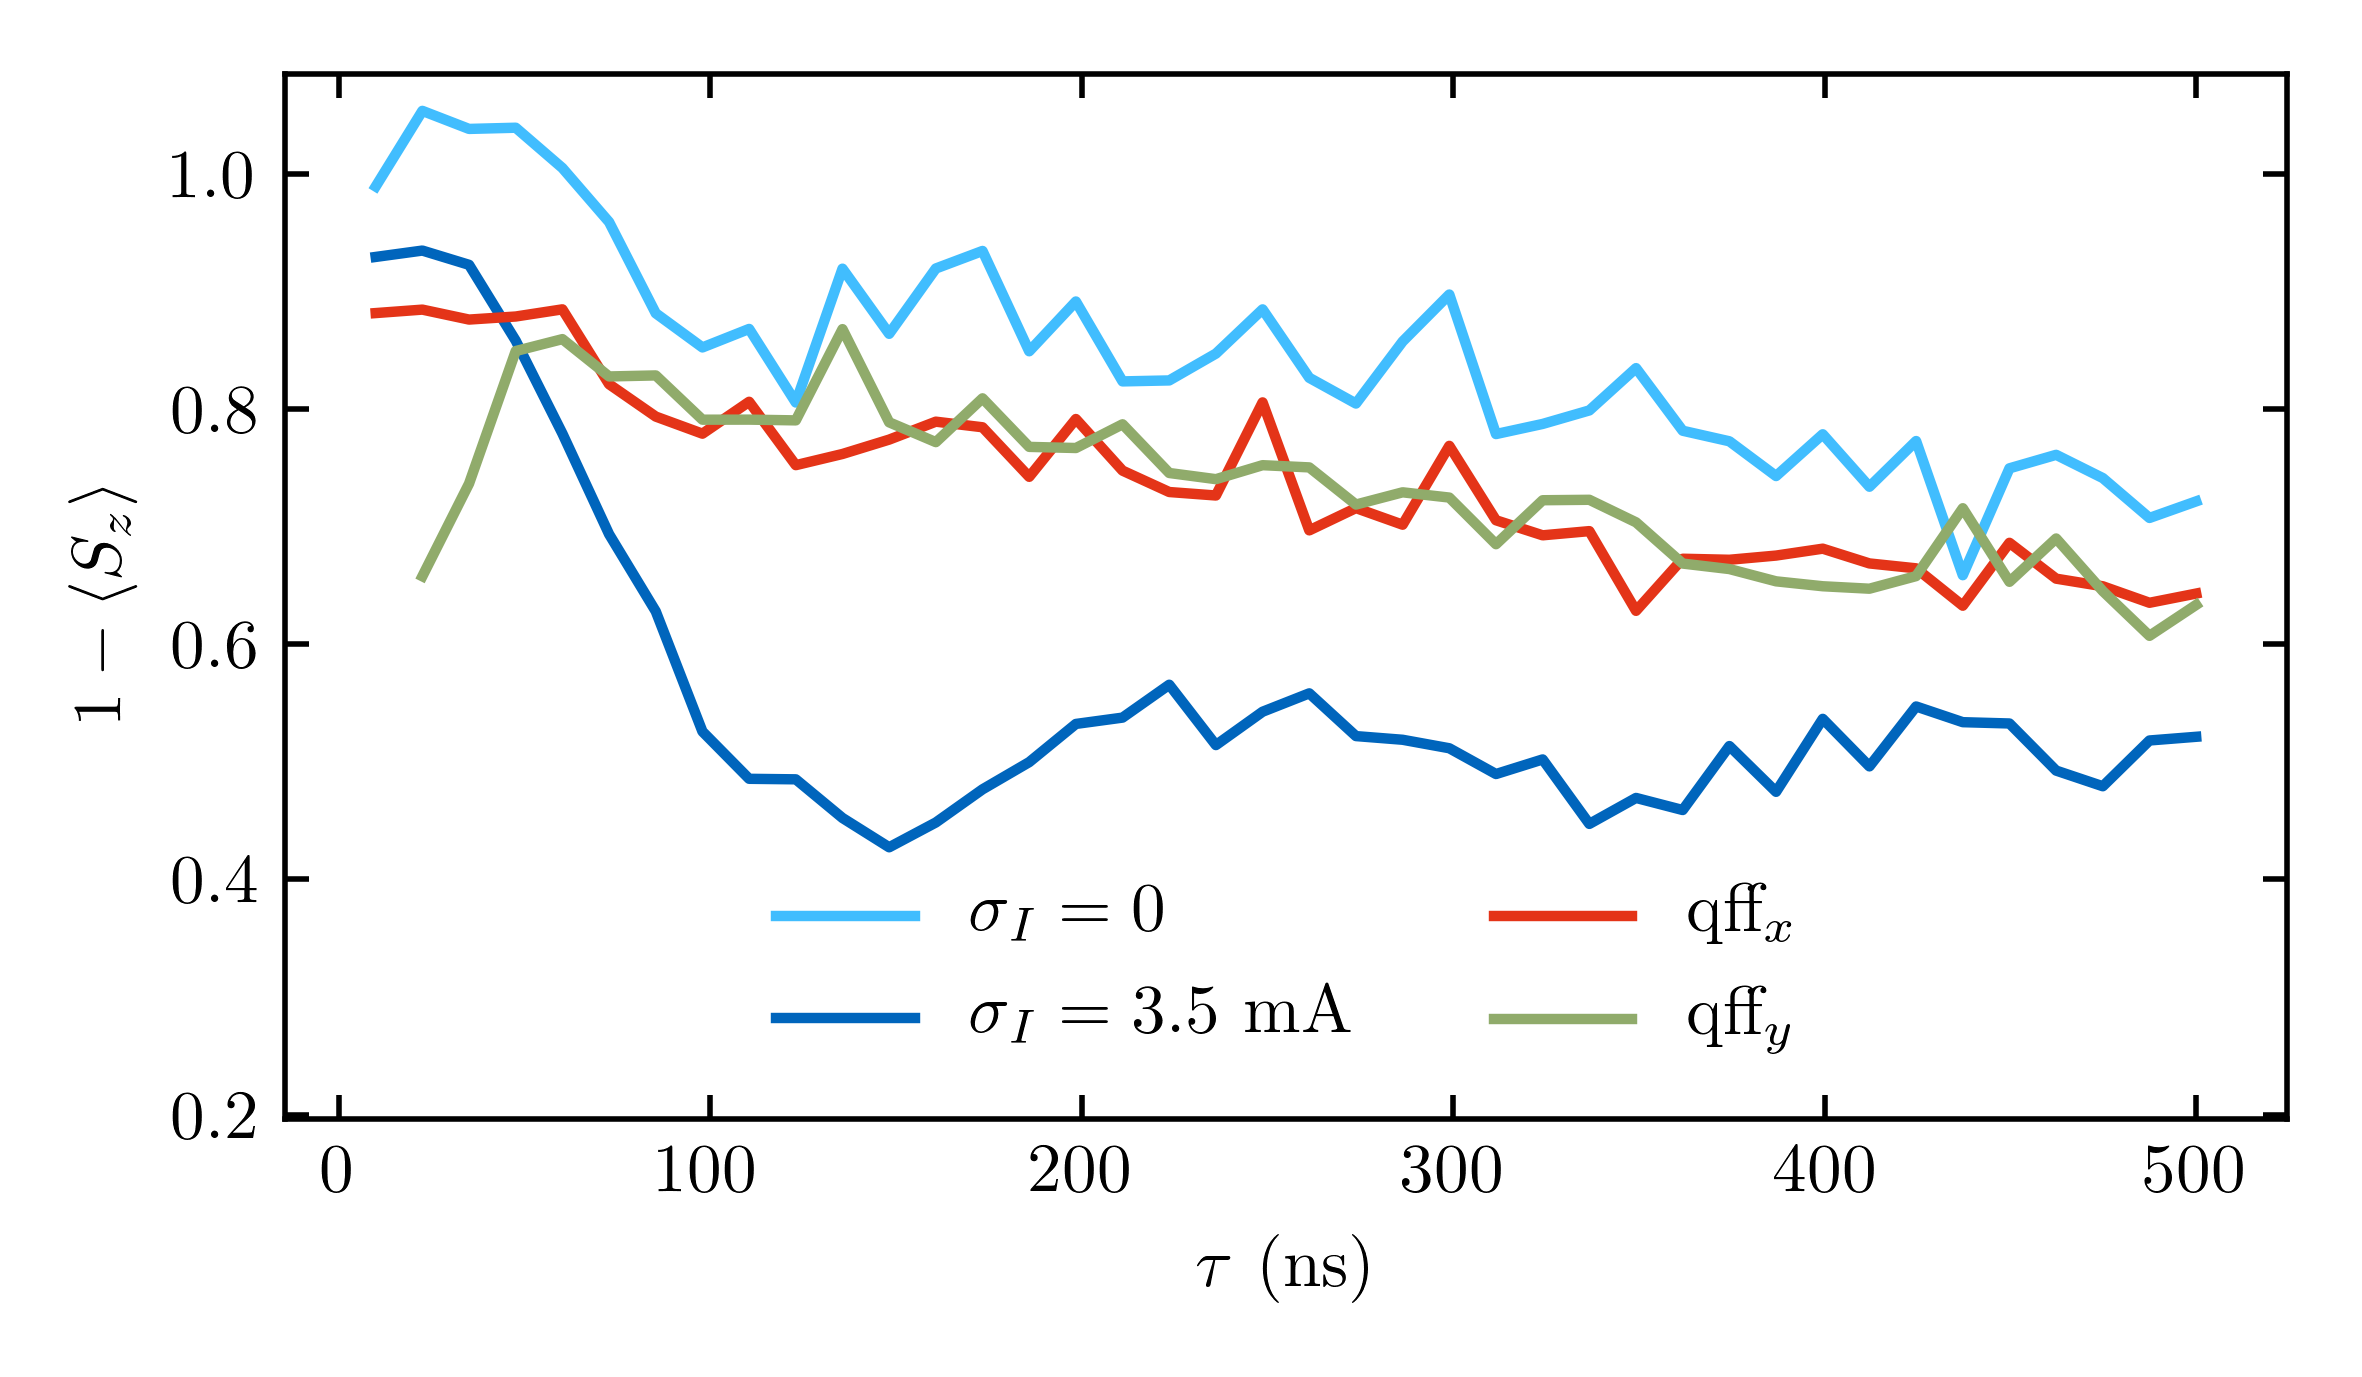 1.0
0.8
0.6
0.4
0.2
1 − ⟨S_z⟩
0 100 200 300 400 500
τ (ns)
σ_I = 0
σ_I = 3.5 mA
qff_x
qff_y